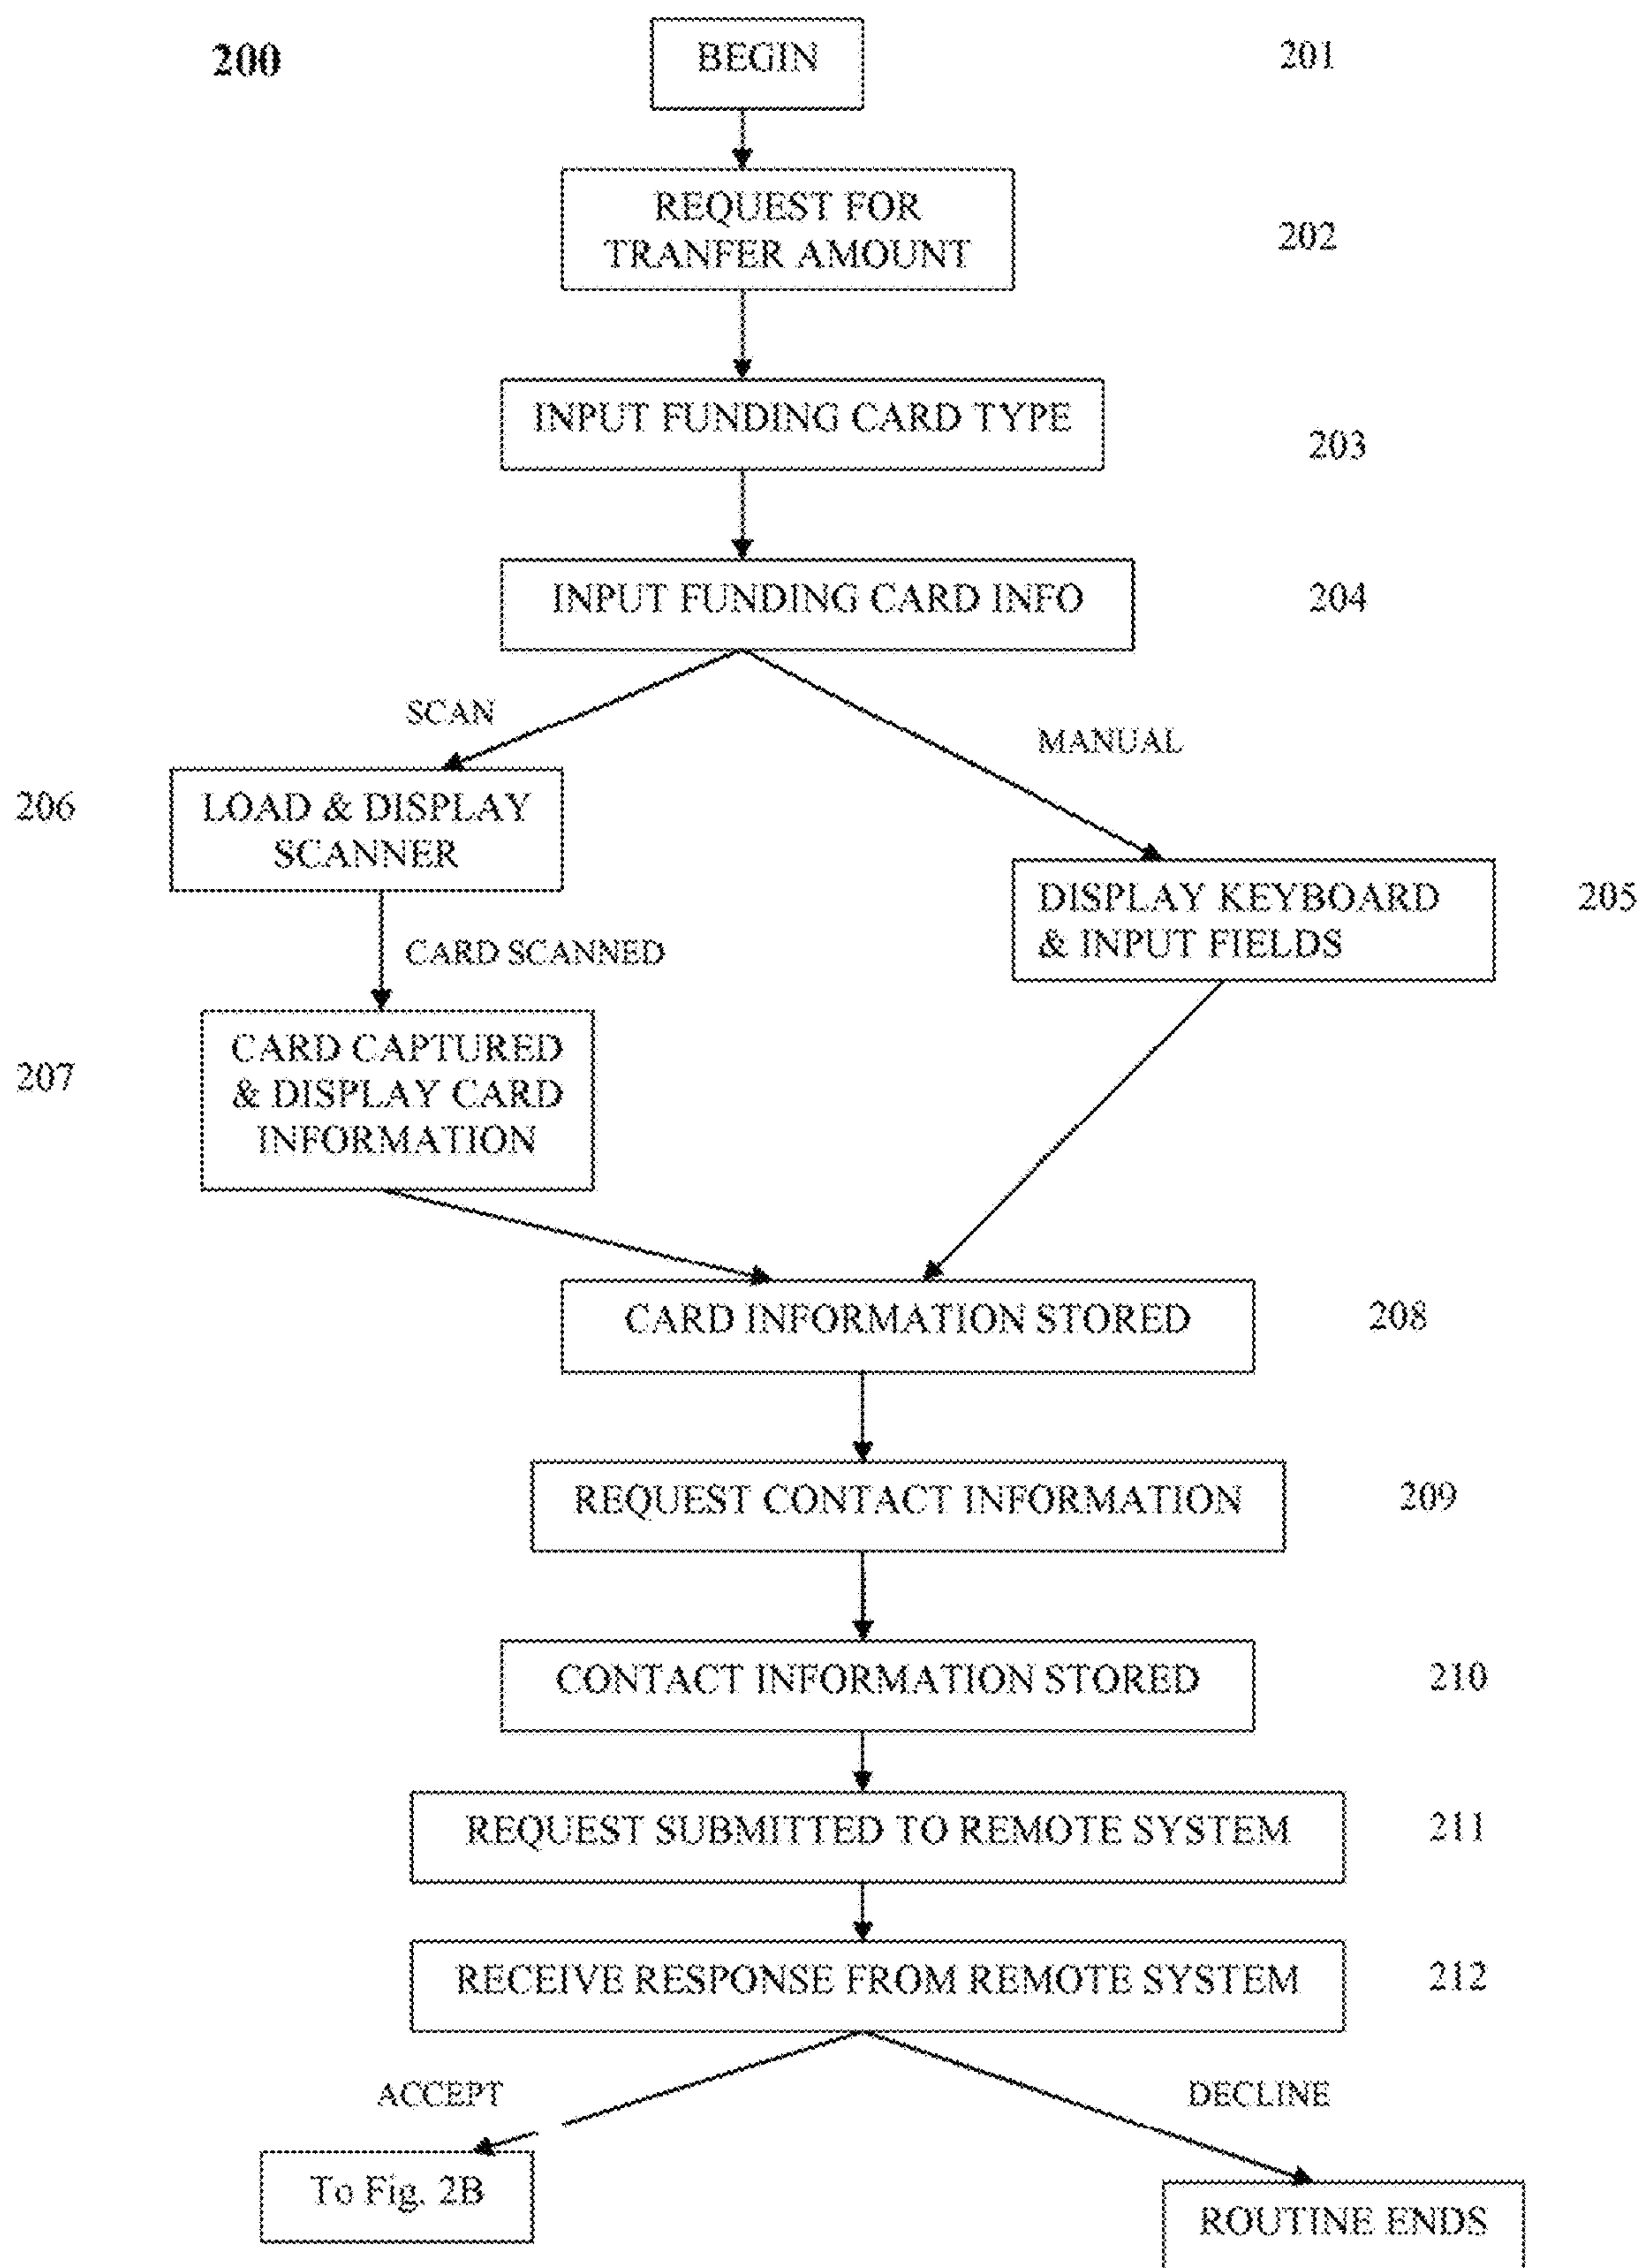 200
BEGIN
201
REQUEST FOR
TRANFER AMOUNT
202
INPUT FUNDING CARD TYPE
203
INPUT FUNDING CARD INFO
204
SCAN
MANUAL
206
LOAD & DISPLAY
SCANNER
DISPLAY KEYBOARD
& INPUT FIELDS
205
CARD SCANNED
207
CARD CAPTURED
& DISPLAY CARD
INFORMATION
CARD INFORMATION STORED
208
REQUEST CONTACT INFORMATION
209
CONTACT INFORMATION STORED
210
REQUEST SUBMITTED TO REMOTE SYSTEM
211
RECEIVE RESPONSE FROM REMOTE SYSTEM
212
ACCEPT
DECLINE
To Fig. 2B
ROUTINE ENDS